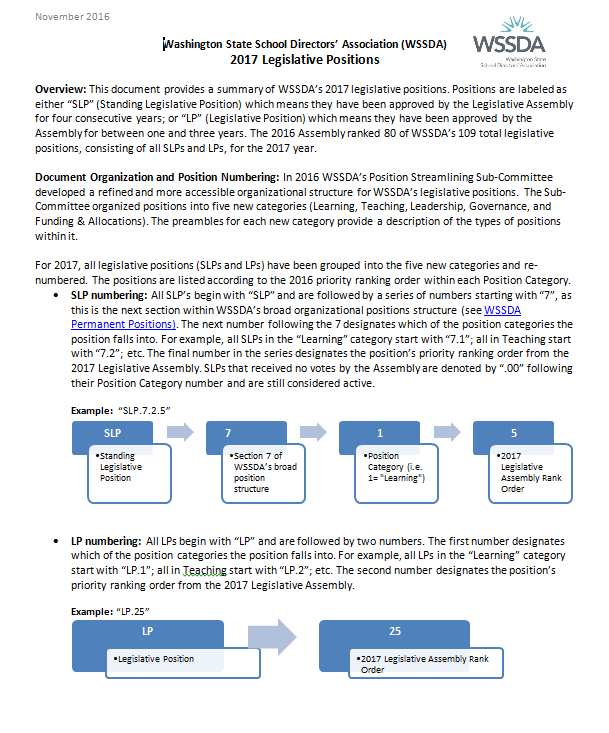 November 2016
Washington State School Directors' Association (WSSDA)
2017 Legislative Positions
WSSDA
Washington State
School Directors' Association
Overview: This document provides a summary of WSSDA's 2017 legislative positions. Positions are labeled as
either "SLP" (Standing Legislative Position) which means they have been approved by the Legislative Assembly
for four consecutive years; or "LP" (Legislative Position) which means they have been approved by the
Assembly for between one and three years. The 2016 Assembly ranked 80 of WSSDA's 109 total legislative
positions, consisting of all SLPs and LPs, for the 2017 year.
Document Organization and Position Numbering: In 2016 WSSDA's Position Streamlining Sub-Committee
developed a refined and more accessible organizational structure for WSSDA's legislative positions. The Sub-
Committee organized positions into five new categories (Learning, Teaching, Leadership, Governance, and
Funding & Allocations). The preambles for each new category provide a description of the types of positions
within it.
For 2017, all legislative positions (SLPs and LPs) have been grouped into the five new categories and re-
numbered. The positions are listed according to the 2016 priority ranking order within each Position Category.
• SLP numbering: All SLP's begin with "SLP" and are followed by a series of numbers starting with "7", as
this is the next section within WSSDA's broad organizational positions structure (see WSSDA
Permanent Positions). The next number following the 7 designates which of the position categories the
position falls into. For example, all SLPs in the "Learning" category start with "7.1"; all in Teaching start
with "7.2"; etc. The final number in the series designates the position's priority ranking order from the
2017 Legislative Assembly. SLPs that received no votes by the Assembly are denoted by ".00" following
their Position Category number and are still considered active.
Example: "SLP.7.2.5"
SLP
•Standing
Legislative
Position
7
•Section 7 of
WSSDA's broad
position
structure
1
•Position
Category (i.e.
1= "Learning")
5
•2017
Legislative
Assembly Rank
Order
• LP numbering: All LPs begin with "LP" and are followed by two numbers. The first number designates
which of the position categories the position falls into. For example, all LPs in the "Learning" category
start with "LP.1"; all in Teaching start with "LP.2"; etc. The second number designates the position's
priority ranking order from the 2017 Legislative Assembly.
Example: "LP.25"
LP
•Legislative Position
25
•2017 Legislative Assembly Rank
Order